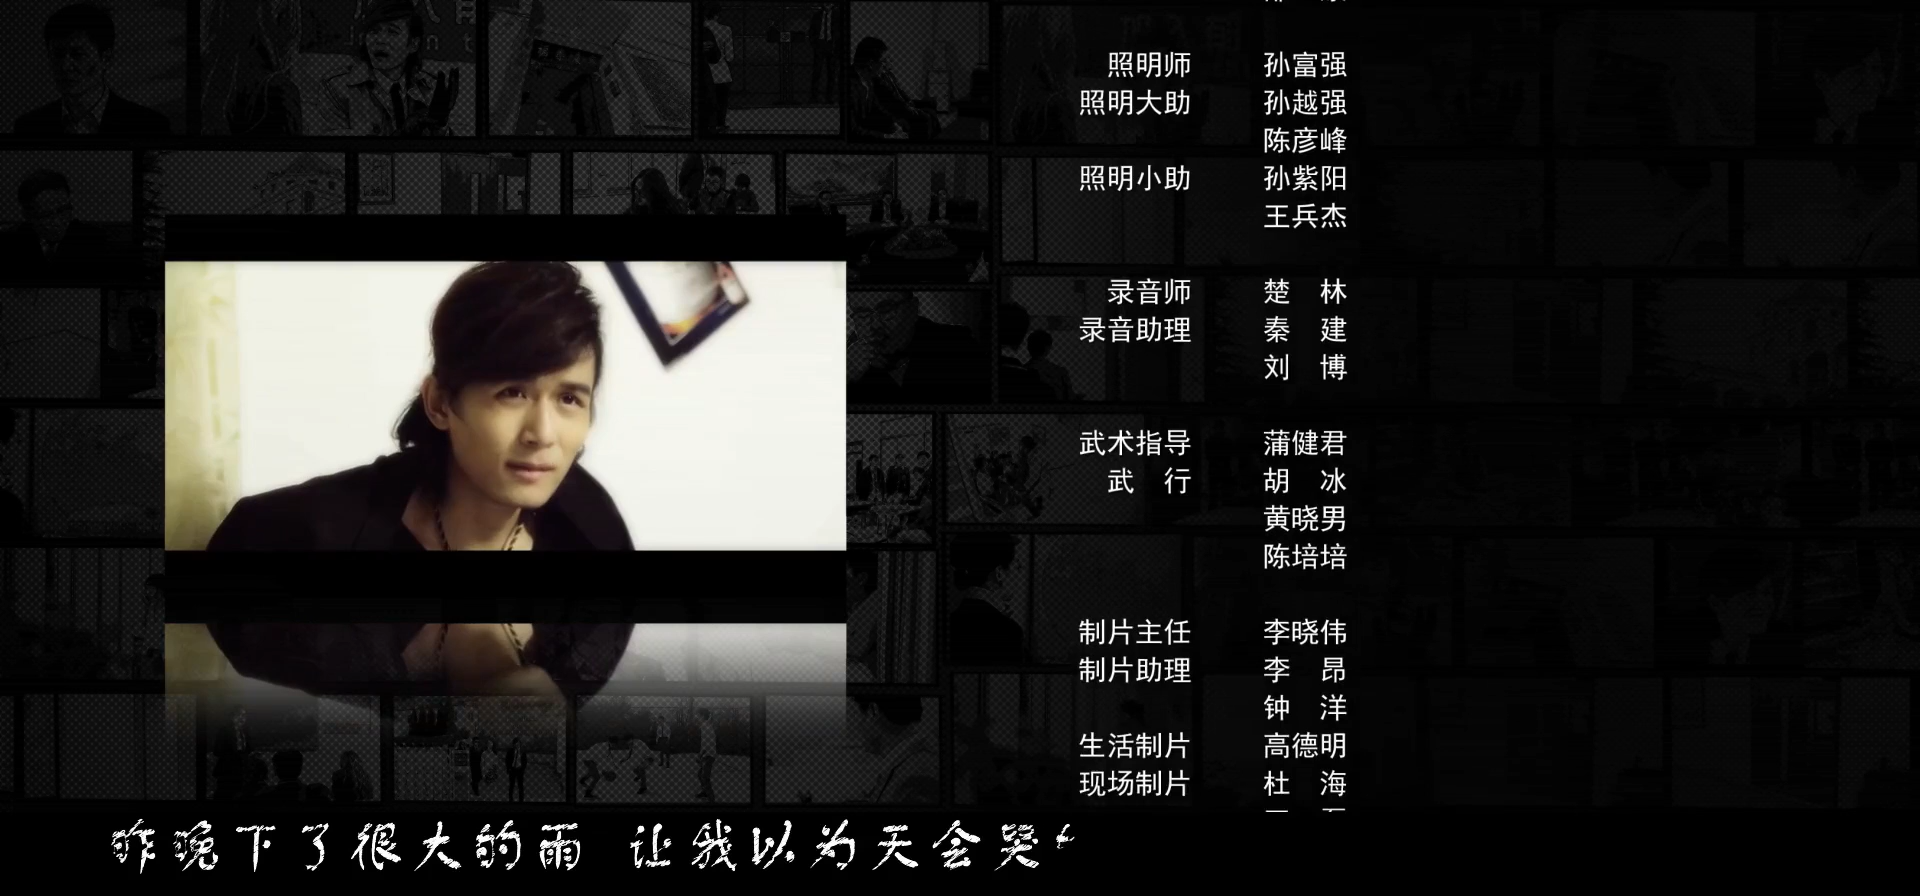 照明师 孙富强
照明大助 孙越强
陈彦峰
照明小助 孙紫阳
王兵杰
录音师 楚 林
录音助理 秦 建
刘 博
武术指导 蒲健君
武 行 胡 冰
黄晓男
陈培培
制片主任 李晓伟
制片助理 李 昂
钟 洋
生活制片 高德明
现场制片 杜 海
昨晚下了很大的雨 让我以为天会哭